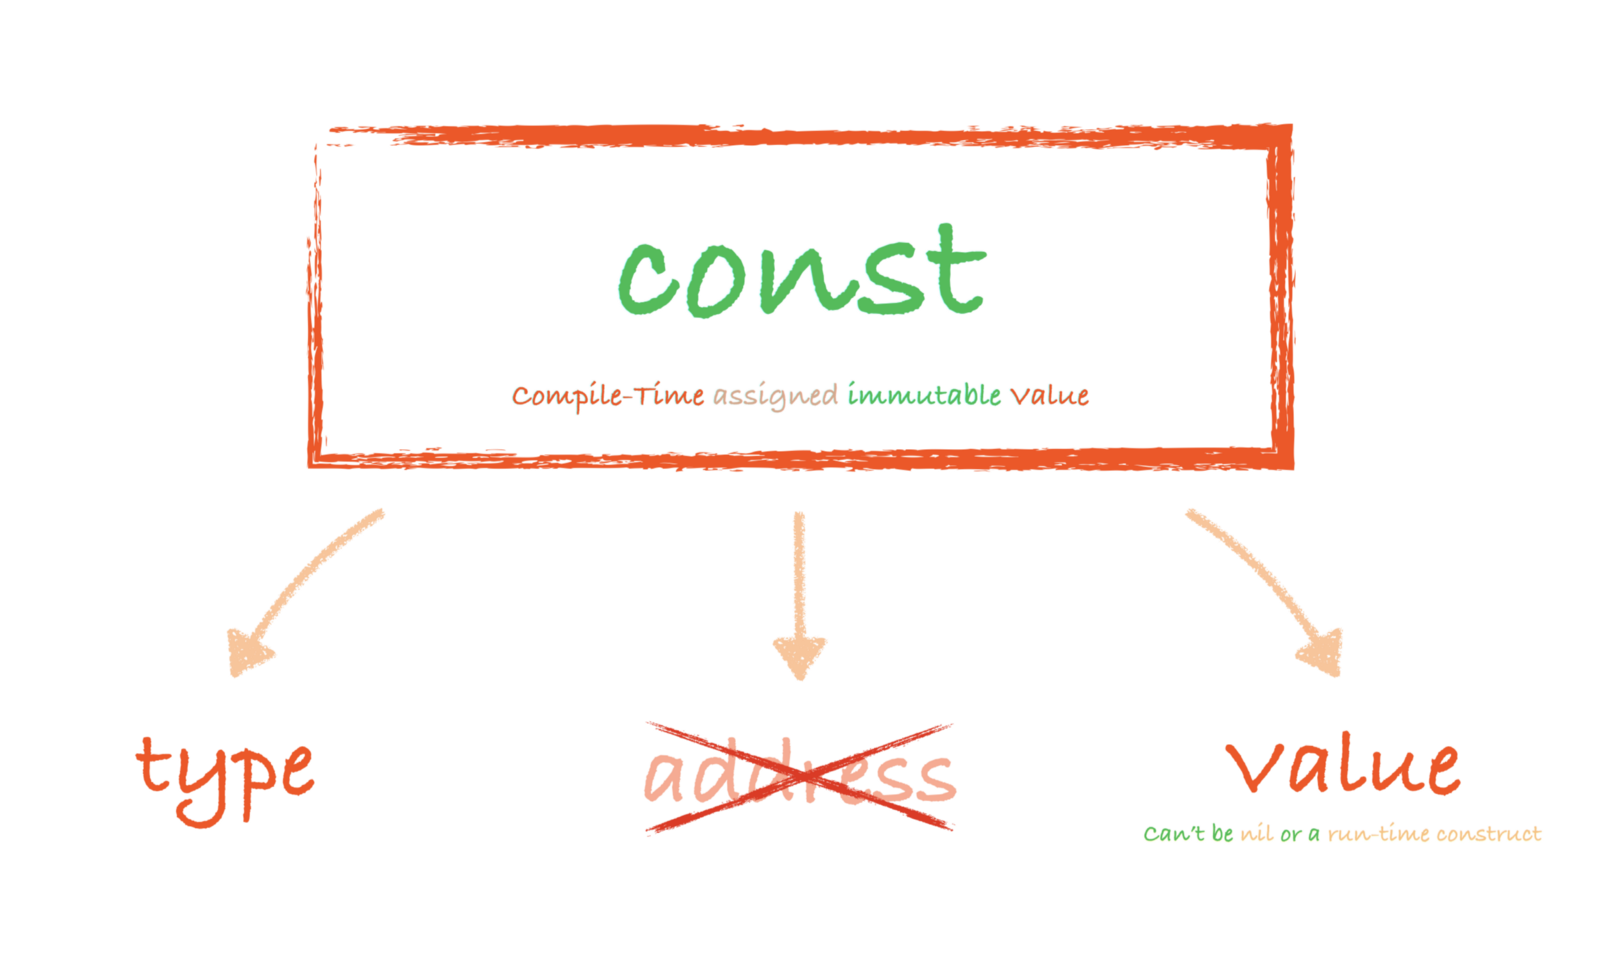 const
Compile-Time assigned immutable Value
type
address
value
Can't be nil or a run-time construct